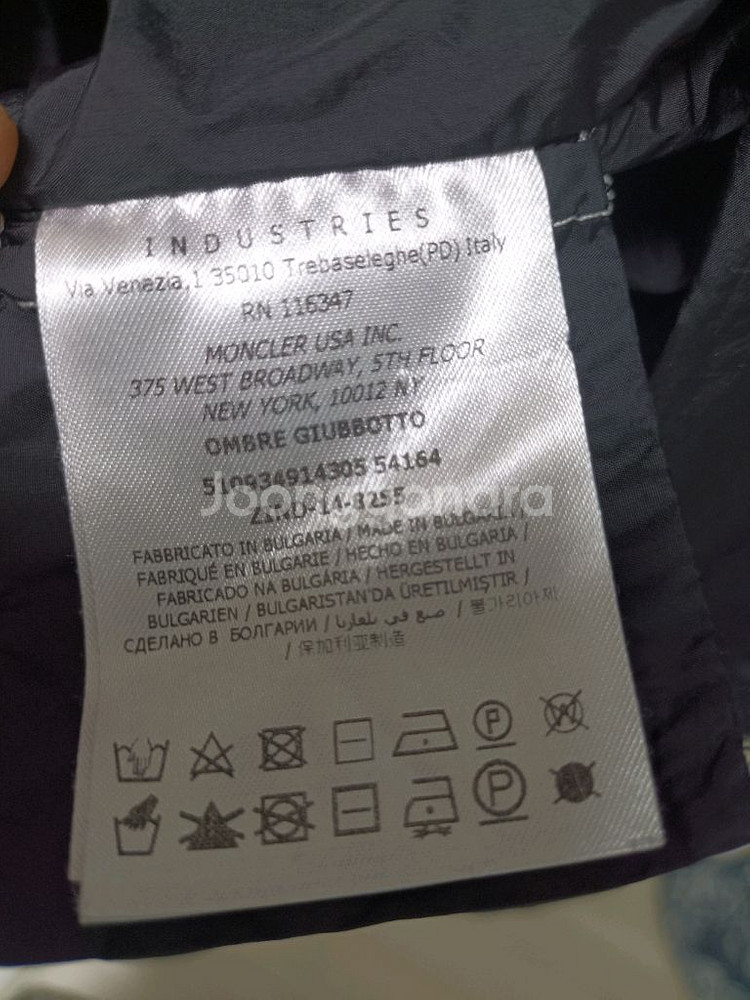 INDUSTRIES
Via Venezia,1 35010 Trebaseleghe(PD) Italy
RN 116347
MONCLER USA INC.
375 WEST BROADWAY, 5TH FLOOR
NEW YORK, 10012 NY
OMBRE GIUBBOTTO
510934914305 54164
Joonggonara
FABBRICATO IN BULGARIA / MADE IN BULGARIA /
FABRIQUÉ EN BULGARIE / HECHO EN BULGARIA /
FABRICADO NA BULGÁRIA / HERGESTELLT IN
BULGARIEN / BULGARISTAN'DA ÜRETILMIŞTIR /
СДЕЛАНО В БОЛГАРИИ / صنع في بلغاريا / 불가리아제
/ 保加利亚制造
P W
P